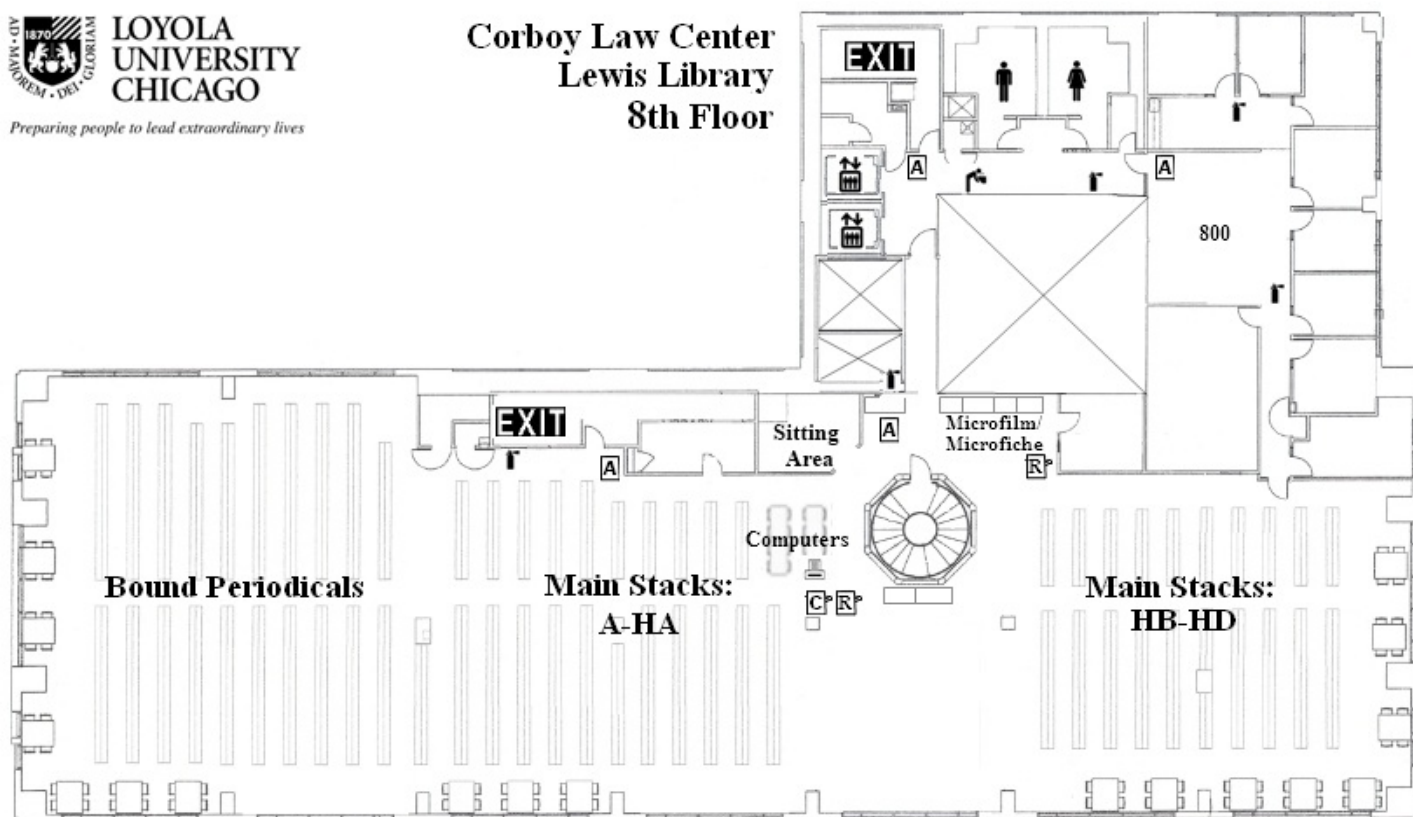 1870
AD • MAJOREM • DEI • GLORIAM
LOYOLA
UNIVERSITY
CHICAGO
Preparing people to lead extraordinary lives
Corboy Law Center
Lewis Library
8th Floor
EXIT
A
A
800
EXIT
A
Sitting
Area
A
Microfilm/
Microfiche
R
Computers
Bound Periodicals
Main Stacks:
A-HA
C R
Main Stacks:
HB-HD